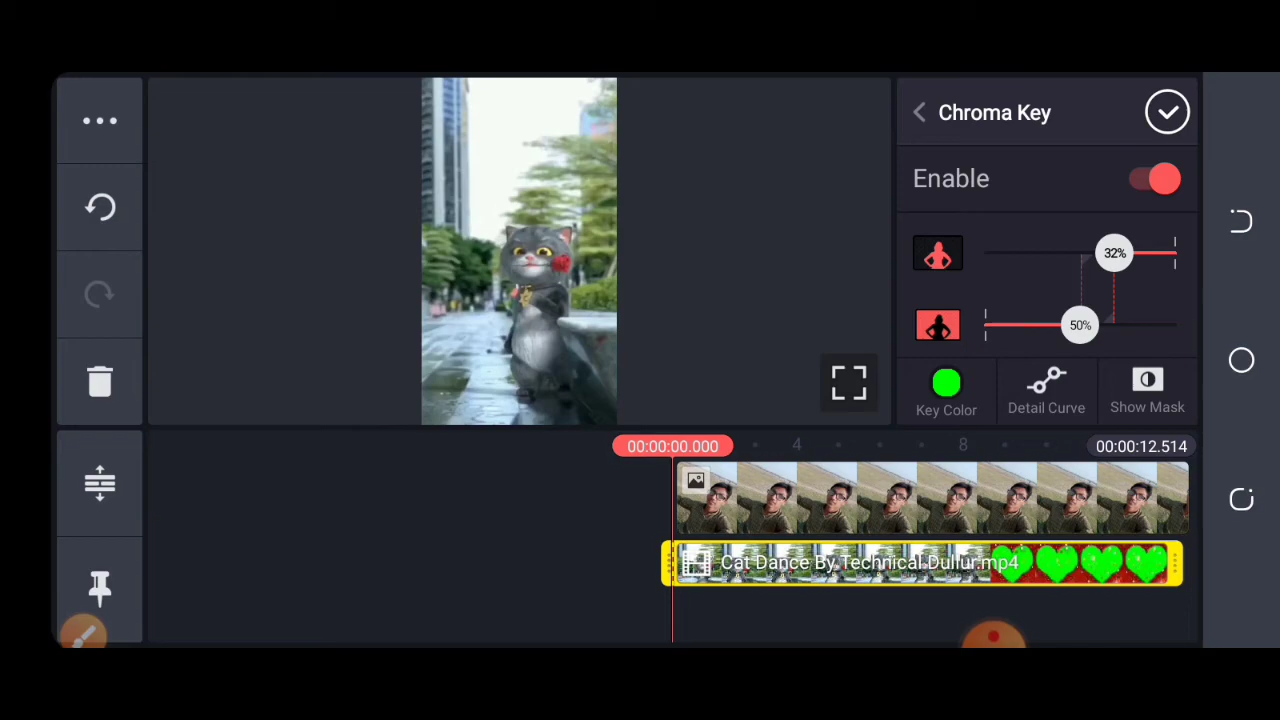 Chroma Key
Enable
32%
50%
Key Color
Detail Curve
Show Mask
00:00:00.000
4
8
00:00:12.514
Cat Dance By Technical Dullur.mp4